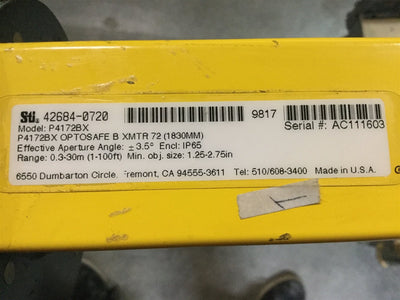 Sti. 42684-0720 9817
Model: P4172BX Serial #: AC111603
P4172BX OPTOSAFE B XMTR 72 (1830MM)
Effective Aperture Angle: ±3.5° Encl: IP65
Range: 0.3-30m (1-100ft) Min. obj. size: 1.25-2.75in
6550 Dumbarton Circle, Fremont, CA 94555-3611 Tel: 510/608-3400 Made in U.S.A.